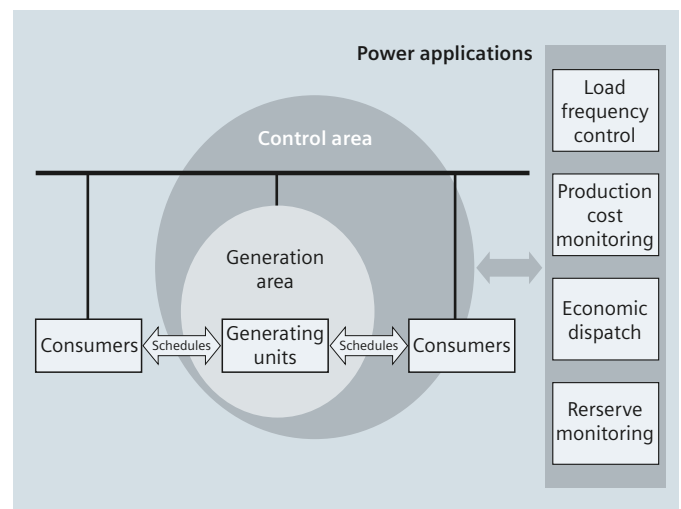 Power applications
Control area
Generation
area
Consumers
Schedules
Generating
units
Schedules
Consumers
Load
frequency
control
Production
cost
monitoring
Economic
dispatch
Rerserve
monitoring